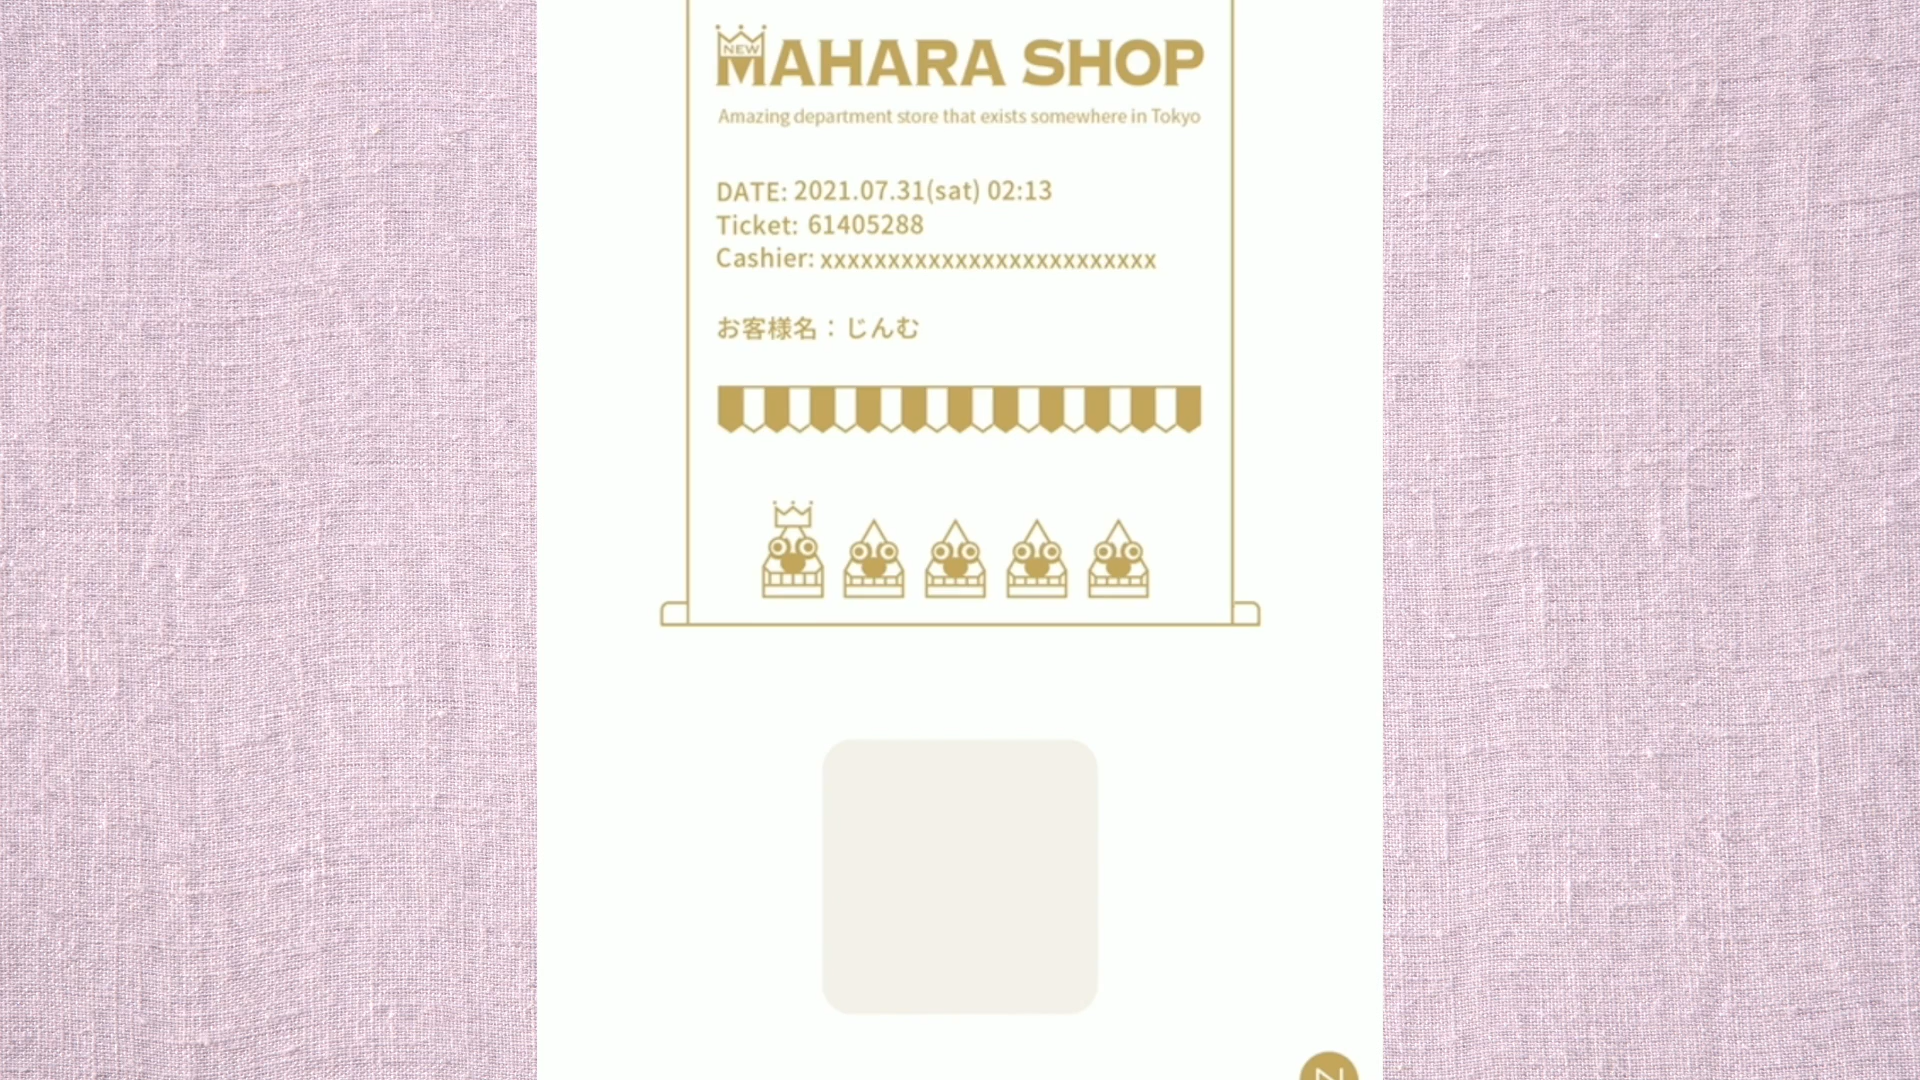 NEW
MAHARA SHOP
Amazing department store that exists somewhere in Tokyo
DATE: 2021.07.31(sat) 02:13
Ticket: 61405288
Cashier: xxxxxxxxxxxxxxxxxxxxxxxxx
お客様名：じんむ